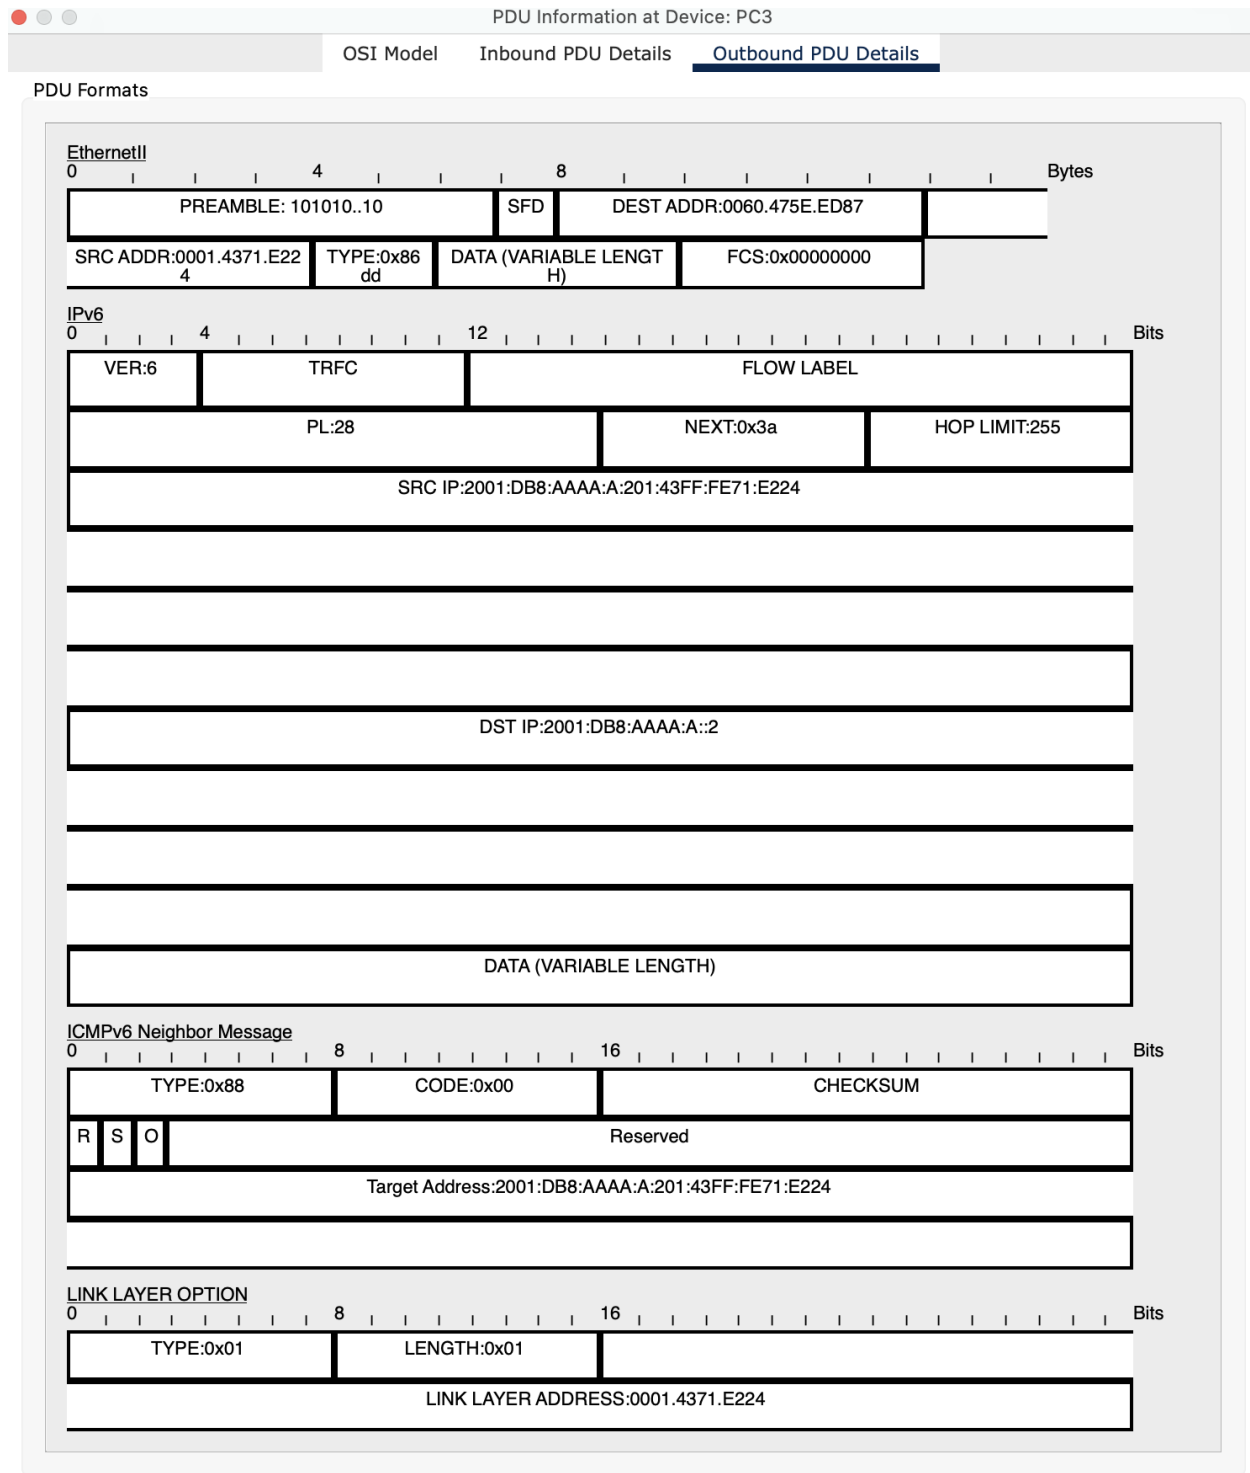 PDU Information at Device: PC3
OSI Model Inbound PDU Details Outbound PDU Details
PDU Formats
EthernetII
0 4 8 Bytes
PREAMBLE: 101010..10 SFD DEST ADDR:0060.475E.ED87
SRC ADDR:0001.4371.E22 TYPE:0x86 DATA (VARIABLE LENGT FCS:0x00000000
4 dd H)
IPv6
0 4 12 Bits
VER:6 TRFC FLOW LABEL
PL:28 NEXT:0x3a HOP LIMIT:255
SRC IP:2001:DB8:AAAA:A:201:43FF:FE71:E224
DST IP:2001:DB8:AAAA:A::2
DATA (VARIABLE LENGTH)
ICMPv6 Neighbor Message
0 8 16 Bits
TYPE:0x88 CODE:0x00 CHECKSUM
R S O Reserved
Target Address:2001:DB8:AAAA:A:201:43FF:FE71:E224
LINK LAYER OPTION
0 8 16 Bits
TYPE:0x01 LENGTH:0x01
LINK LAYER ADDRESS:0001.4371.E224